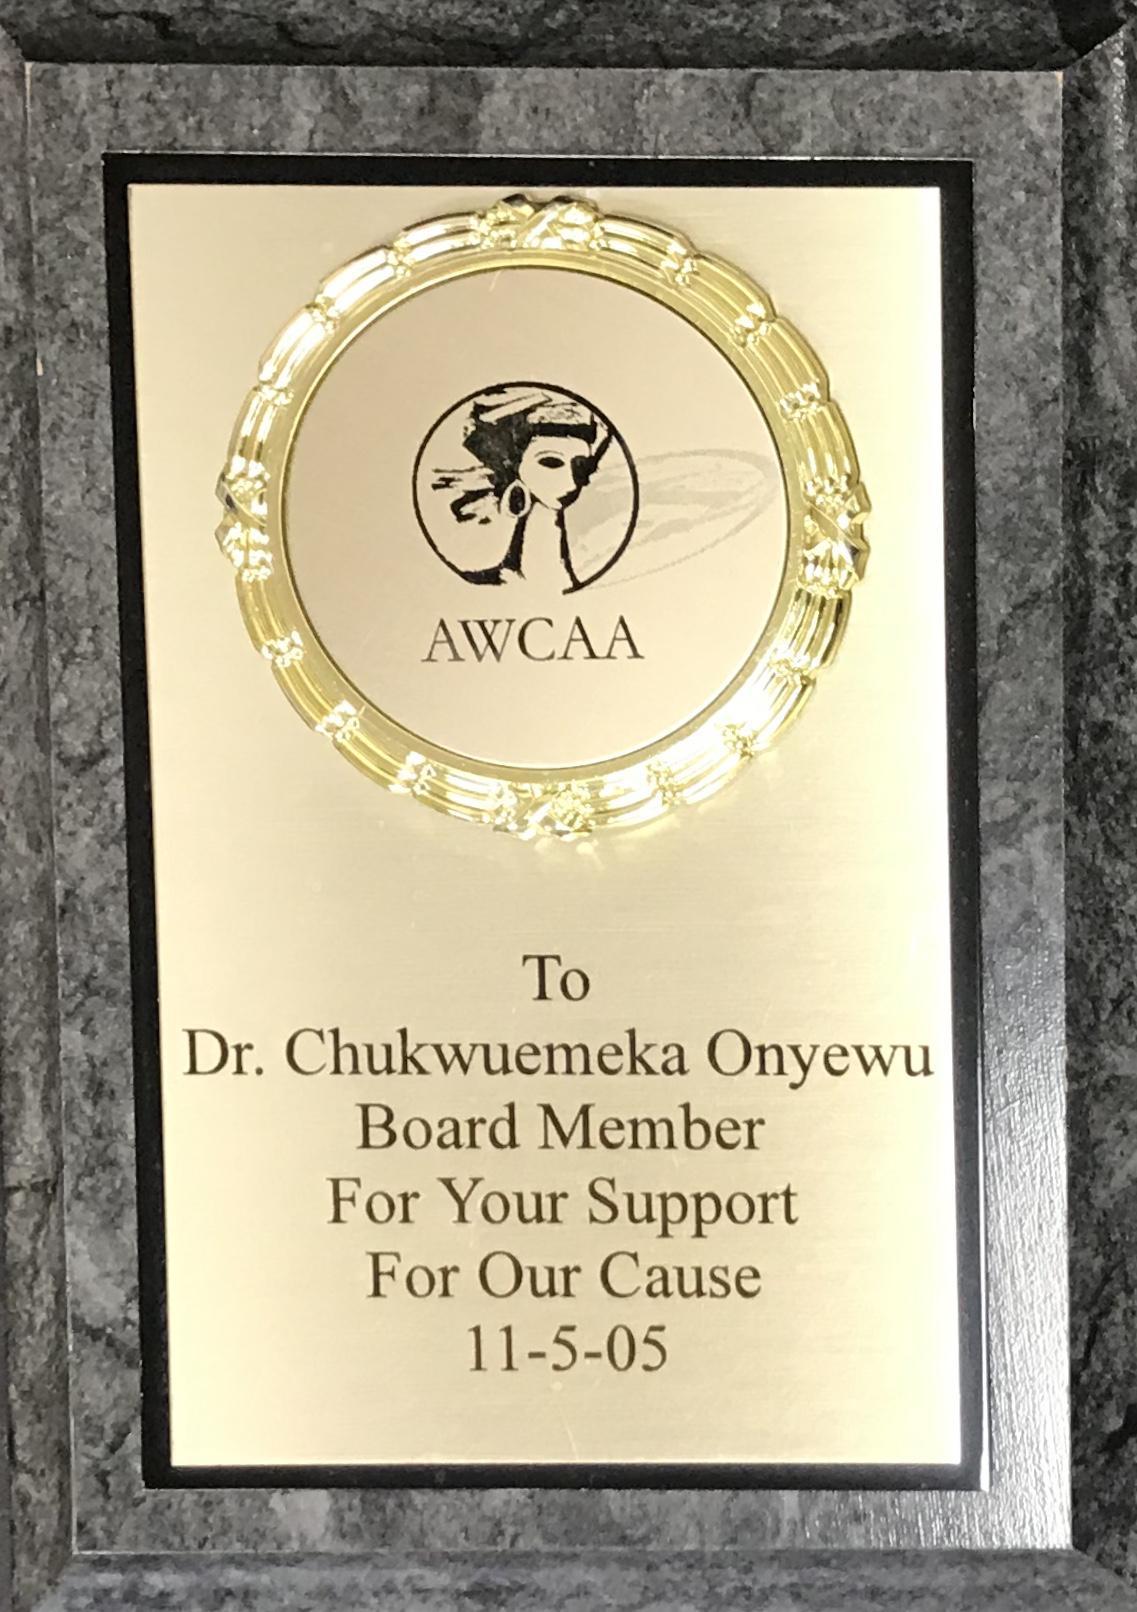 AWCAA
To
Dr. Chukwuemeka Onyewu
Board Member
For Your Support
For Our Cause
11-5-05